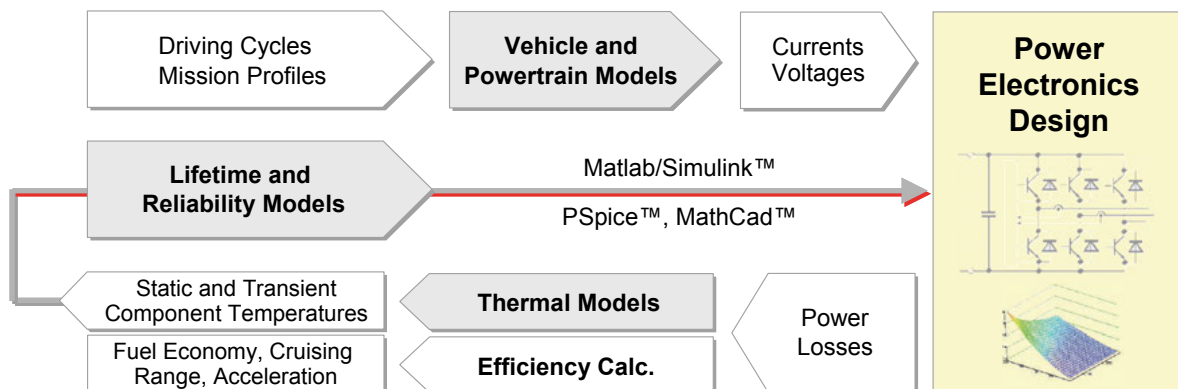 Driving Cycles
Mission Profiles
Vehicle and
Powertrain Models
Currents
Voltages
Power
Electronics
Design
Lifetime and
Reliability Models
Matlab/Simulink™
PSpice™, MathCad™
Static and Transient
Component Temperatures
Thermal Models
Power
Losses
Fuel Economy, Cruising
Range, Acceleration
Efficiency Calc.